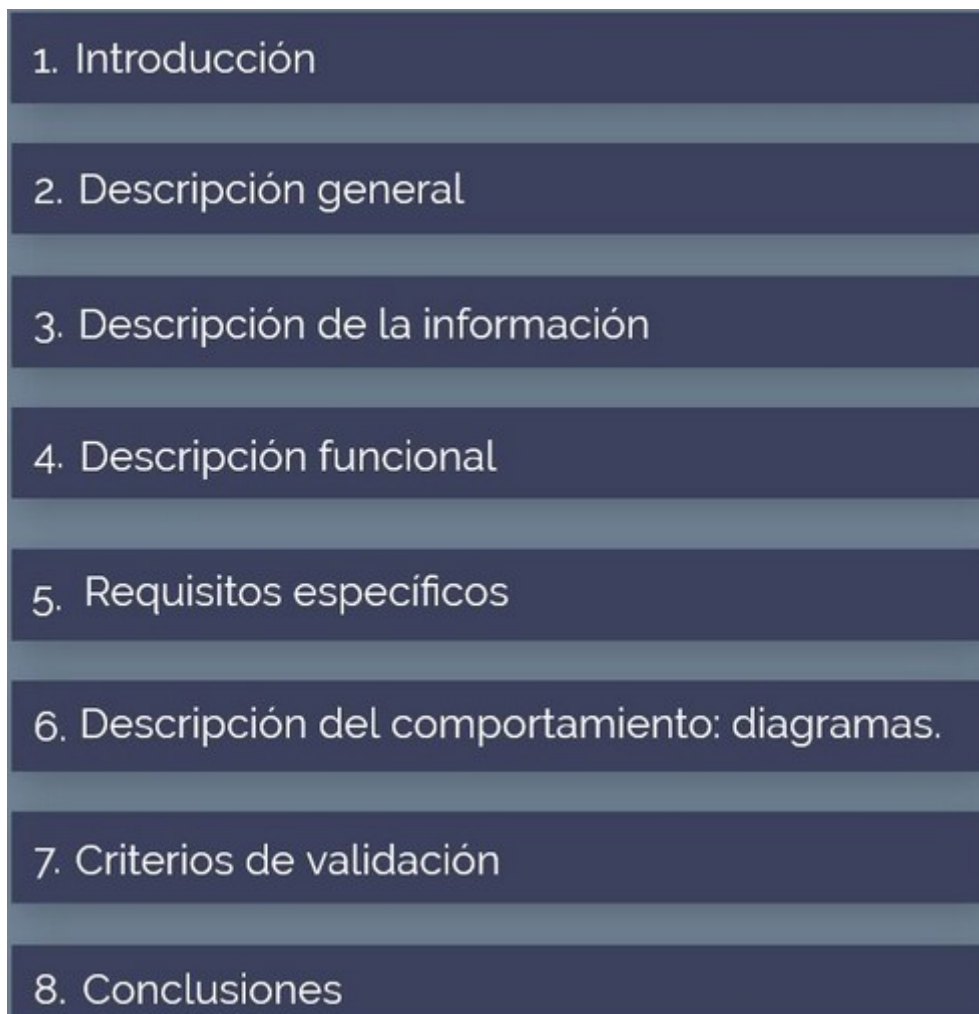 1. Introducción
2. Descripción general
3. Descripción de la información
4. Descripción funcional
5. Requisitos específicos
6. Descripción del comportamiento: diagramas.
7. Criterios de validación
8. Conclusiones